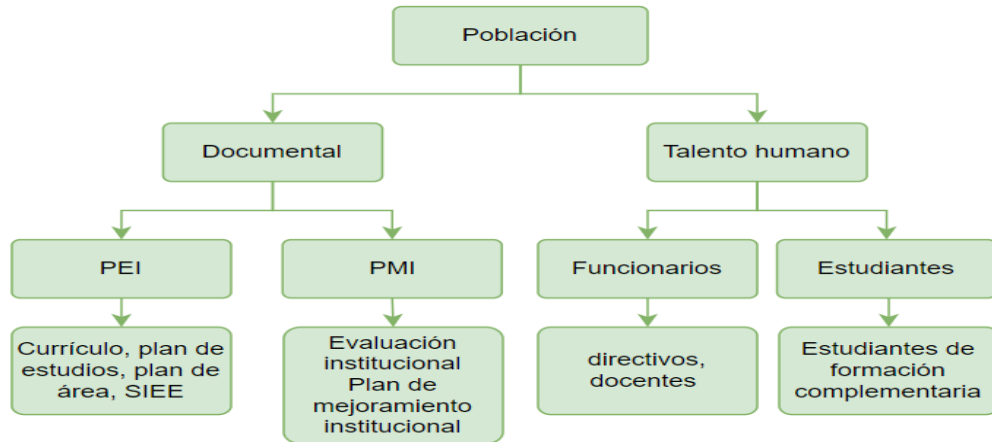 Población
Documental
Talento humano
PEI
PMI
Funcionarios
Estudiantes
Currículo, plan de
estudios, plan de
área, SIEE
Evaluación
institucional
Plan de
mejoramiento
institucional
directivos,
docentes
Estudiantes de
formación
complementaria